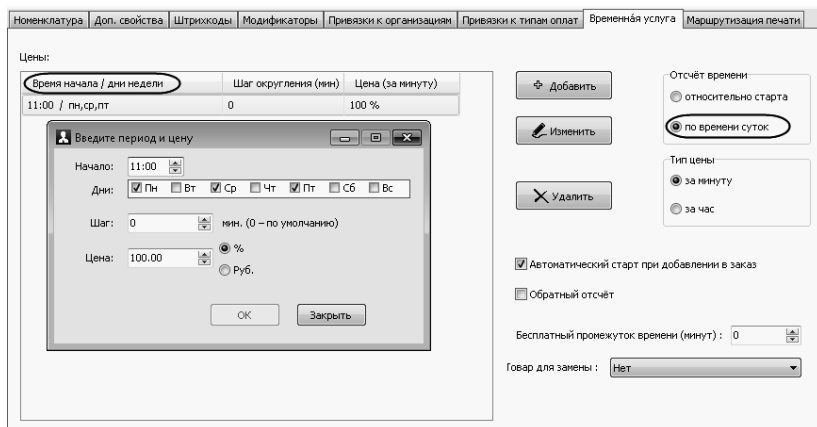 Номенклатура Доп. свойства Штрихкоды Модификаторы Привязки к организациям Привязки к типам оплат Временна́я услуга Маршрутизация печати
Цены:
Время начала / дни недели Шаг округления (мин) Цена (за минуту)
11:00 / пн,ср,пт 0 100 %
Введите период и цену
Начало: 11:00
Дни: Пн Вт Ср Чт Пт Сб Вс
Шаг: 0 мин. (0 – по умолчанию)
Цена: 100.00 %
Руб.
OK Закрыть
Добавить
Изменить
Удалить
Отсчёт времени
относительно старта
по времени суток
Тип цены
за минуту
за час
Автоматический старт при добавлении в заказ
Обратный отсчёт
Бесплатный промежуток времени (минут) : 0
Товар для замены : Нет